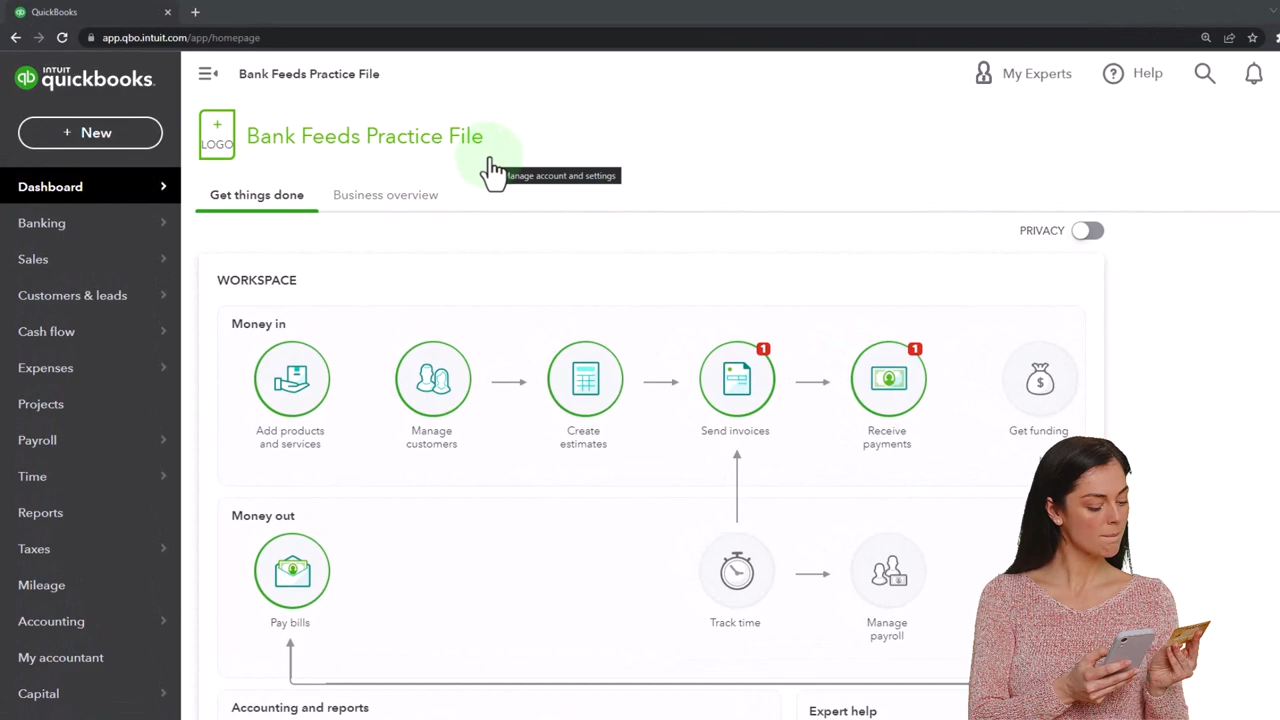 QuickBooks
app.qbo.intuit.com/app/homepage
INTUIT
quickbooks.
Bank Feeds Practice File
My Experts
Help
+ New
+
LOGO
Bank Feeds Practice File
Manage account and settings
Dashboard
Banking
Sales
Customers & leads
Cash flow
Expenses
Projects
Payroll
Time
Reports
Taxes
Mileage
Accounting
My accountant
Capital
Get things done
Business overview
PRIVACY
WORKSPACE
Money in
1
1
Add products
and services
Manage
customers
Create
estimates
Send invoices
Receive
payments
Get funding
Money out
Pay bills
Track time
Manage
payroll
Accounting and reports
Expert help